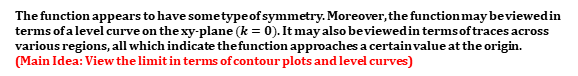 The function appears to have some type of symmetry. Moreover, the function may be viewed in
terms of a level curve on the xy-plane (k = 0). It may also be viewed in terms of traces across
various regions, all which indicate the function approaches a certain value at the origin.
(Main Idea: View the limit in terms of contour plots and level curves)